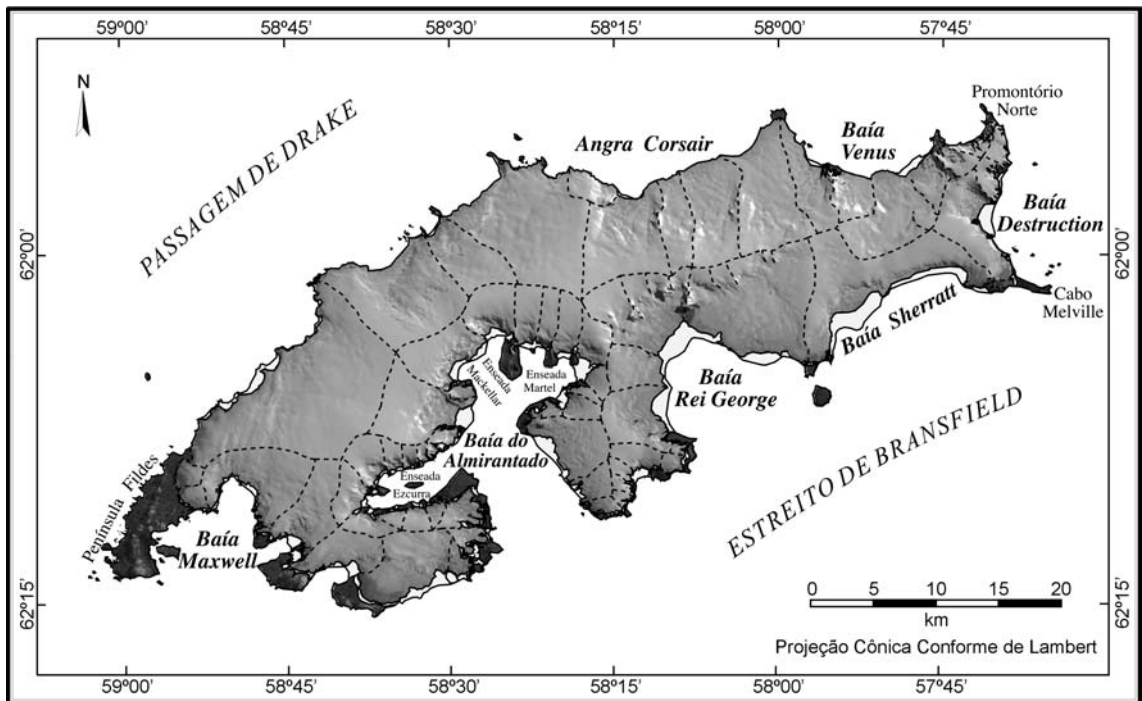 59º00’ 58º45’ 58º30’ 58º15’ 58º00’ 57º45’
N
Promontório
Norte
PASSAGEM DE DRAKE
Angra Corsair
Baía
Venus
Baía
Destruction
62º00’ 62º00’
Cabo
Melville
Baía Sherratt
Enseada
Mackellar
Enseada
Martel
Baía
Rei George
Baía do
Almirantado
Enseada
Ezcurra
ESTREITO DE BRANSFIELD
Península Fildes
Baía
Maxwell
0 5 10 15 20
km
62º15’ 62º15’
Projeção Cônica Conforme de Lambert
59º00’ 58º45’ 58º30’ 58º15’ 58º00’ 57º45’